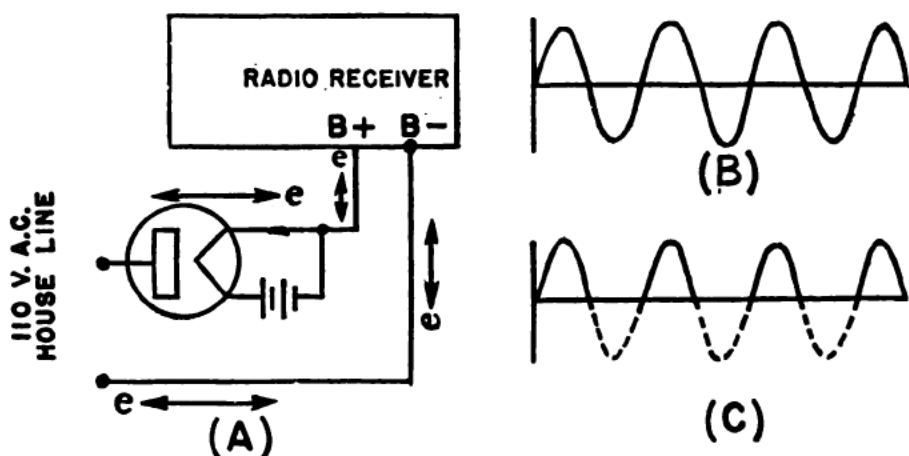 RADIO RECEIVER
B+ B-
e
e
110 V. A.C.
HOUSE LINE
e
e
(A)
(B)
(C)